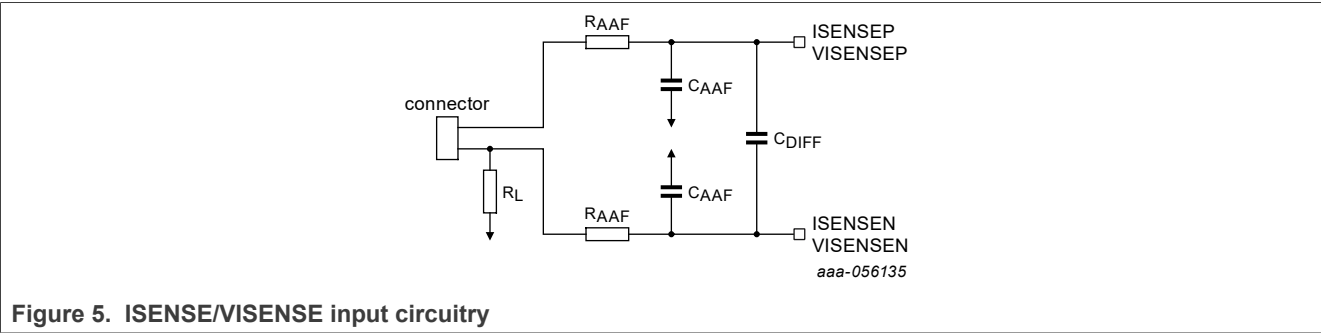 RAAF
ISENSEP
VISENSEP
CAAF
connector
CDIFF
RL
CAAF
RAAF
ISENSEN
VISENSEN
aaa-056135
Figure 5. ISENSE/VISENSE input circuitry